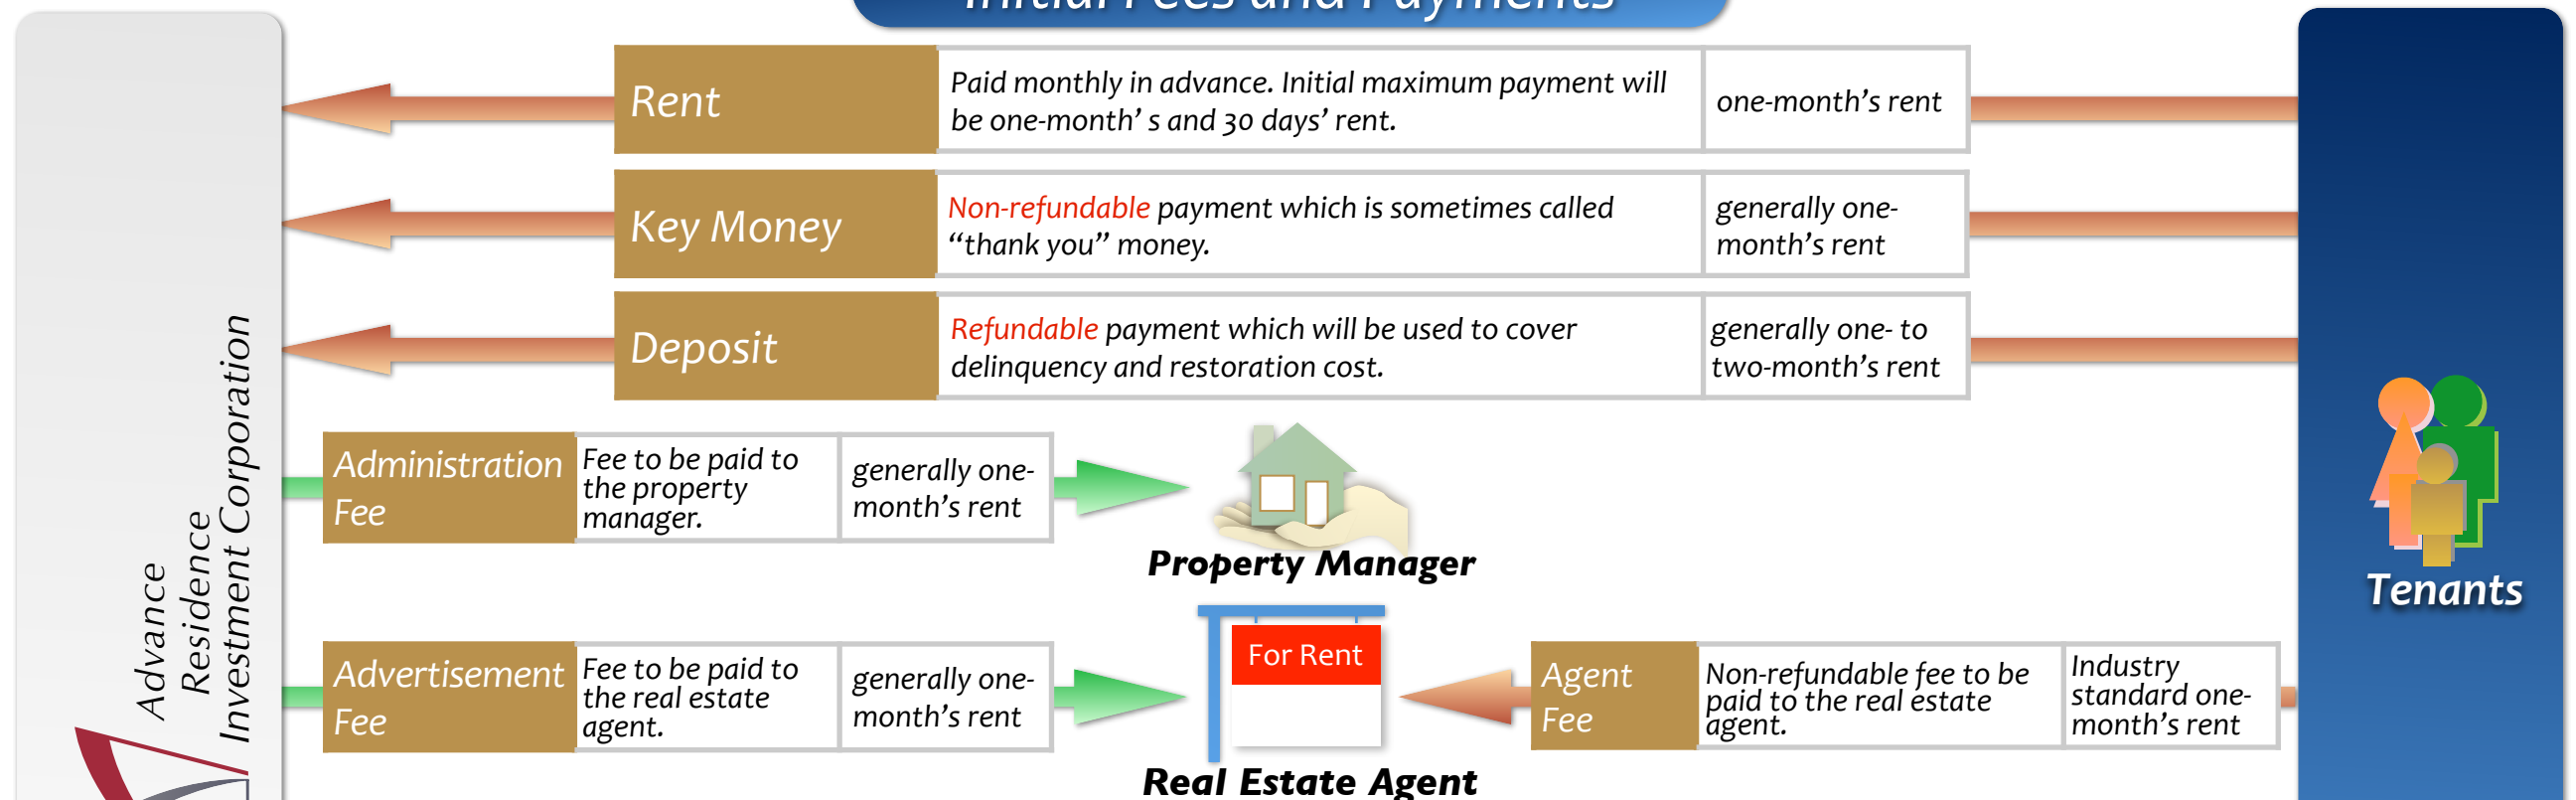 Initial Fees and Payments
Rent
Paid monthly in advance. Initial maximum payment will
be one-month' s and 30 days' rent.
one-month's rent
Key Money
Non-refundable payment which is sometimes called
“thank you” money.
generally one-
month's rent
Deposit
Refundable payment which will be used to cover
delinquency and restoration cost.
generally one- to
two-month's rent
Advance
Residence
Investment Corporation
Administration
Fee
Fee to be paid to
the property
manager.
generally one-
month's rent
Property Manager
Tenants
Advertisement
Fee
Fee to be paid to
the real estate
agent.
generally one-
month's rent
For Rent
Real Estate Agent
Agent
Fee
Non-refundable fee to be
paid to the real estate
agent.
Industry
standard one-
month's rent